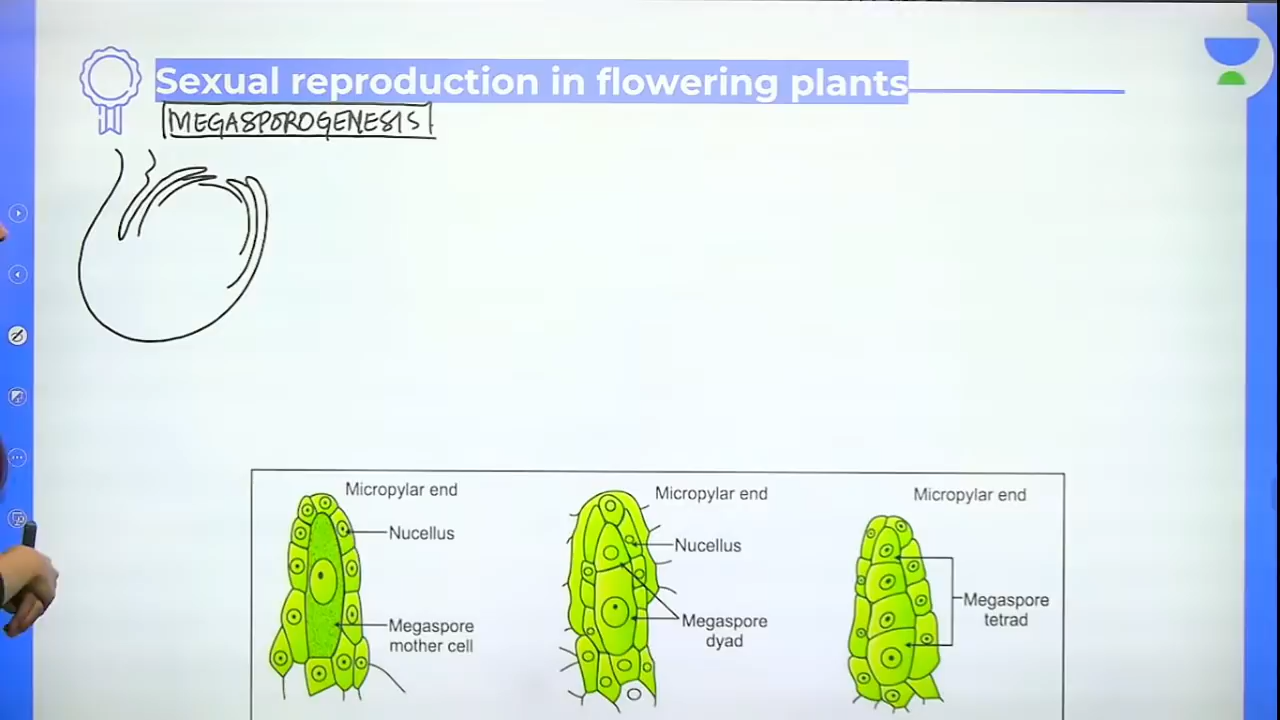 Sexual reproduction in flowering plants
MEGASPOROGENESIS
Micropylar end
Nucellus
Megaspore
mother cell
Micropylar end
Nucellus
Megaspore
dyad
Micropylar end
Megaspore
tetrad